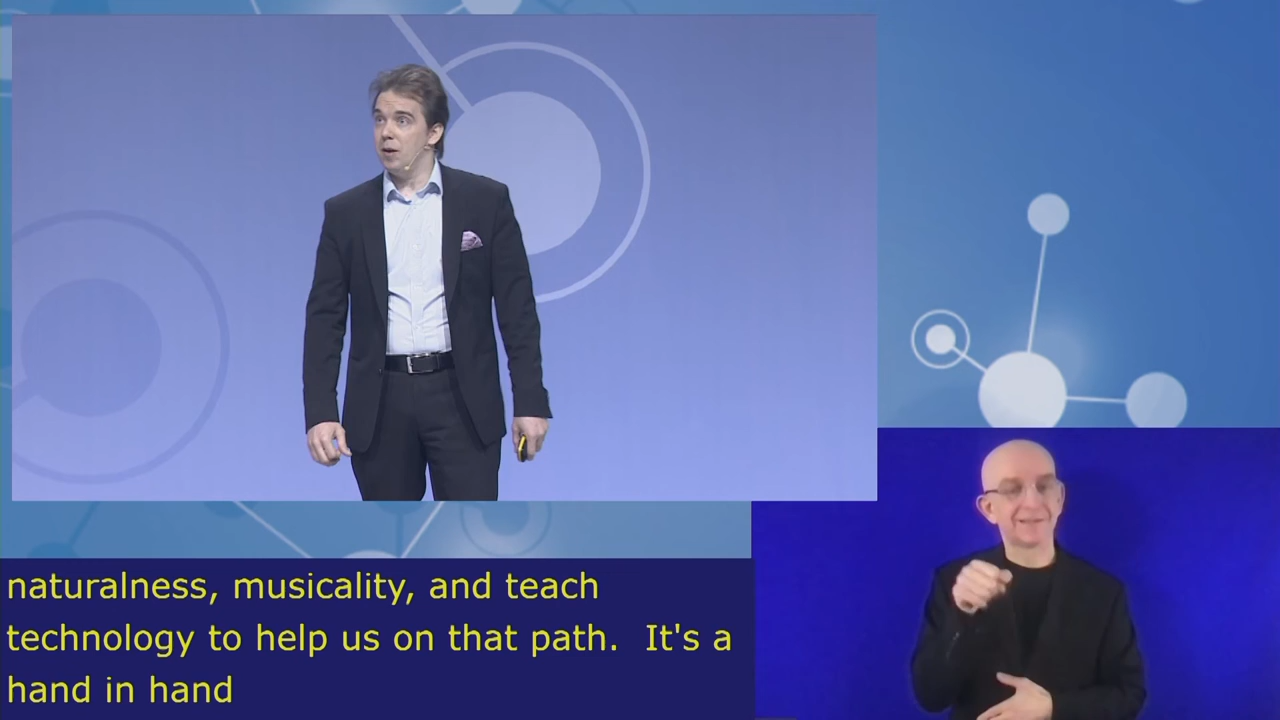 naturalness, musicality, and teach
technology to help us on that path.  It's a
hand in hand